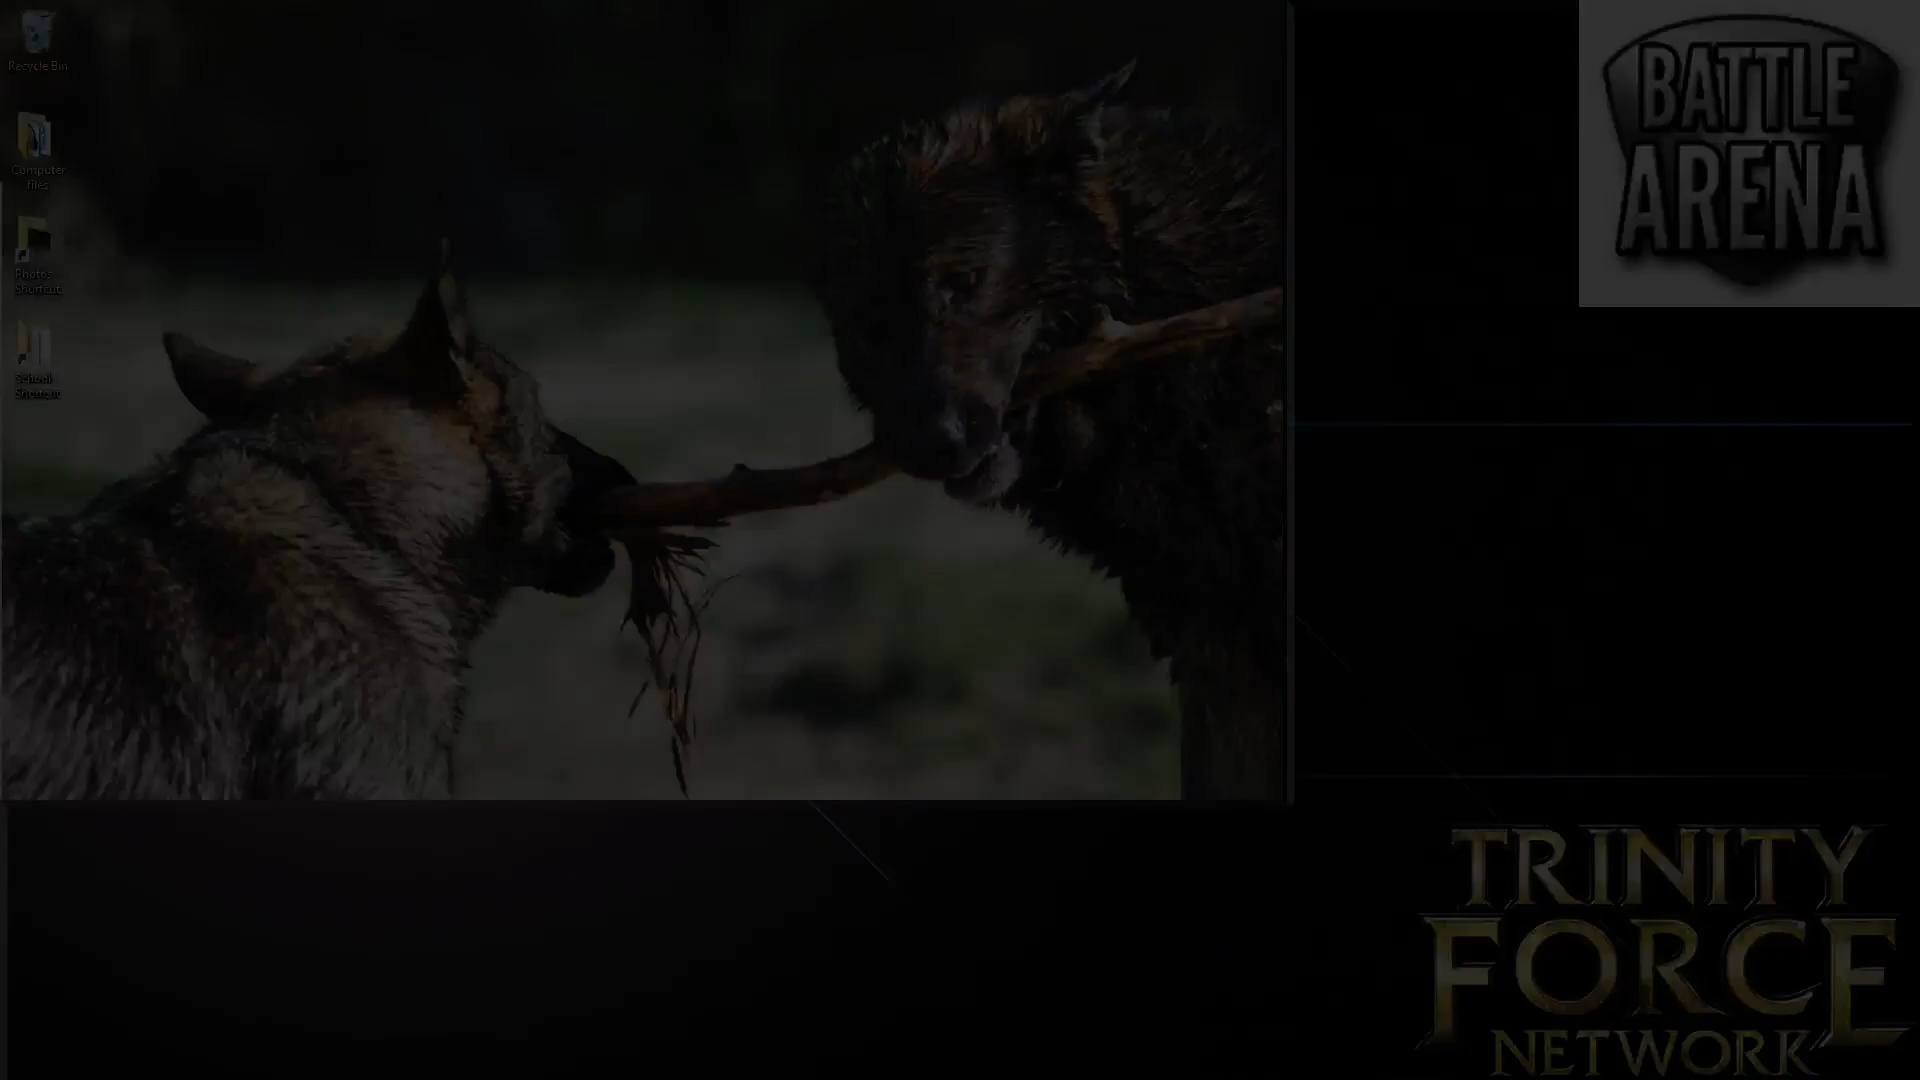 Recycle Bin
Computer
files
Photos -
Shortcut
School -
Shortcut
BATTLE
ARENA
TRINITY
FORCE
NETWORK